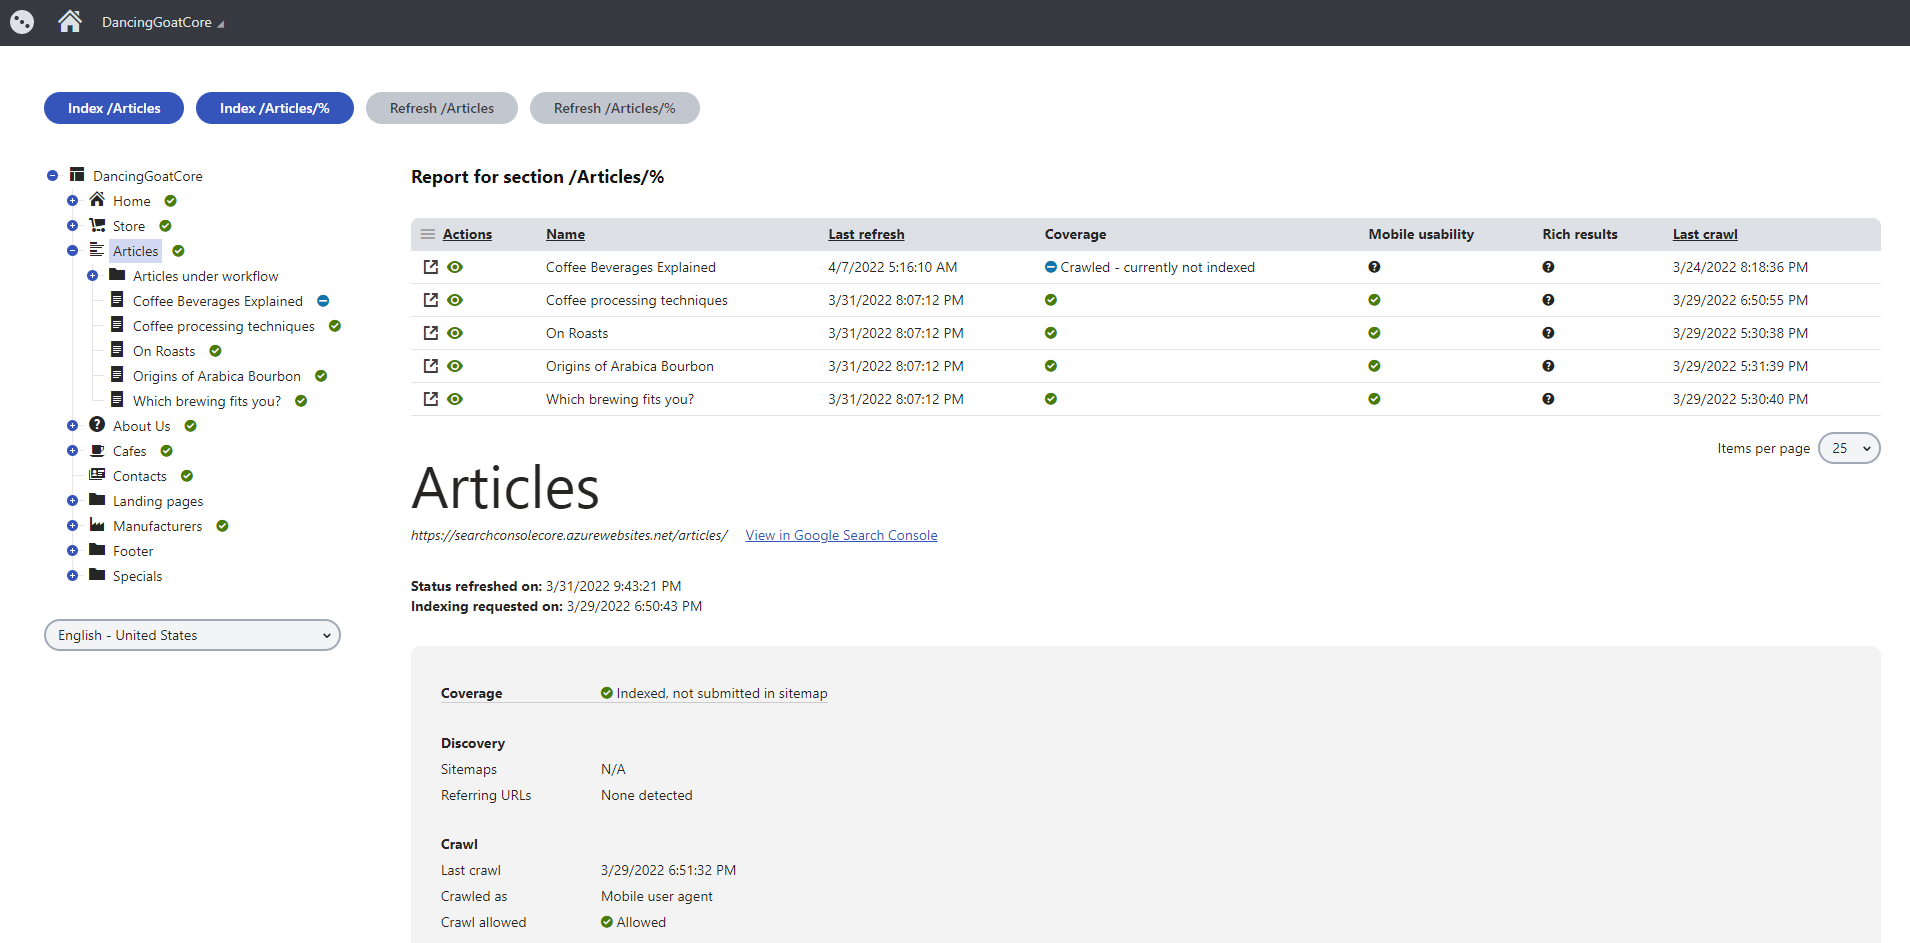 DancingGoatCore
Index /Articles
Index /Articles/%
Refresh /Articles
Refresh /Articles/%
DancingGoatCore
Home
Store
Articles
Articles under workflow
Coffee Beverages Explained
Coffee processing techniques
On Roasts
Origins of Arabica Bourbon
Which brewing fits you?
About Us
Cafes
Contacts
Landing pages
Manufacturers
Footer
Specials
English - United States
Report for section /Articles/%
Actions Name Last refresh Coverage Mobile usability Rich results Last crawl
Coffee Beverages Explained 4/7/2022 5:16:10 AM Crawled - currently not indexed 3/24/2022 8:18:36 PM
Coffee processing techniques 3/31/2022 8:07:12 PM 3/29/2022 6:50:55 PM
On Roasts 3/31/2022 8:07:12 PM 3/29/2022 5:30:38 PM
Origins of Arabica Bourbon 3/31/2022 8:07:12 PM 3/29/2022 5:31:39 PM
Which brewing fits you? 3/31/2022 8:07:12 PM 3/29/2022 5:30:40 PM
Items per page 25
Articles
https://searchconsolecore.azurewebsites.net/articles/ View in Google Search Console
Status refreshed on: 3/31/2022 9:43:21 PM
Indexing requested on: 3/29/2022 6:50:43 PM
Coverage Indexed, not submitted in sitemap
Discovery
Sitemaps N/A
Referring URLs None detected
Crawl
Last crawl 3/29/2022 6:51:32 PM
Crawled as Mobile user agent
Crawl allowed Allowed